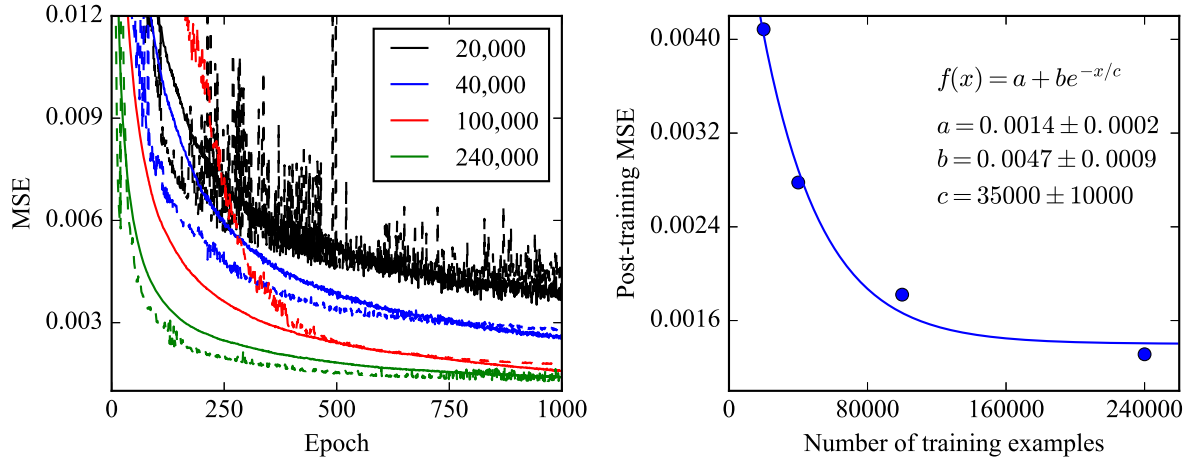 0.012
0.009
0.006
0.003
MSE
0
250
500
750
1000
Epoch
20,000
40,000
100,000
240,000
0.0040
0.0032
0.0024
0.0016
Post-training MSE
0
80000
160000
240000
Number of training examples
f(x) = a + be^{-x/c}
a = 0.0014 ± 0.0002
b = 0.0047 ± 0.0009
c = 35000 ± 10000